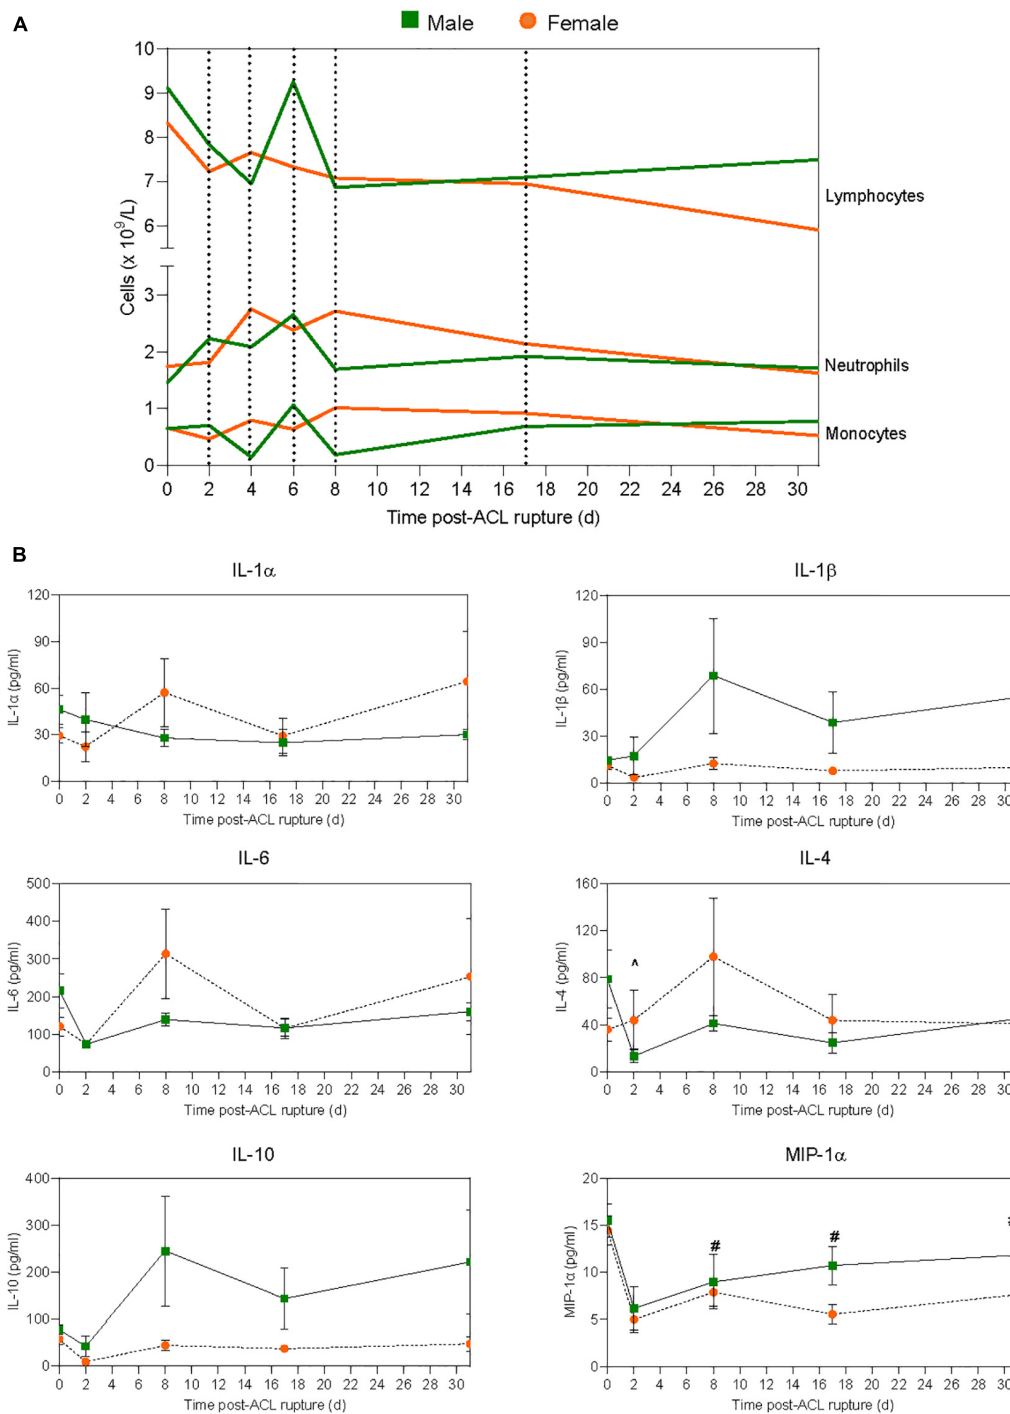 Male Female
A
10
9
8
7
6
3
2
1
0
Cells (x 10⁹/L)
Lymphocytes
Neutrophils
Monocytes
0 2 4 6 8 10 12 14 16 18 20 22 24 26 28 30
Time post-ACL rupture (d)
B
IL-1α
120
90
60
30
0
IL-1α (pg/ml)
0 2 4 6 8 10 12 14 16 18 20 22 24 26 28 30
Time post-ACL rupture (d)
IL-1β
120
90
60
30
0
IL-1β (pg/ml)
0 2 4 6 8 10 12 14 16 18 20 22 24 26 28 30
Time post-ACL rupture (d)
IL-6
500
400
300
200
100
0
IL-6 (pg/ml)
0 2 4 6 8 10 12 14 16 18 20 22 24 26 28 30
Time post-ACL rupture (d)
IL-4
160
120
80
40
0
IL-4 (pg/ml)
^
0 2 4 6 8 10 12 14 16 18 20 22 24 26 28 30
Time post-ACL rupture (d)
IL-10
400
300
200
100
0
IL-10 (pg/ml)
0 2 4 6 8 10 12 14 16 18 20 22 24 26 28 30
Time post-ACL rupture (d)
MIP-1α
20
15
10
5
0
MIP-1α (pg/ml)
# #
0 2 4 6 8 10 12 14 16 18 20 22 24 26 28 30
Time post-ACL rupture (d)